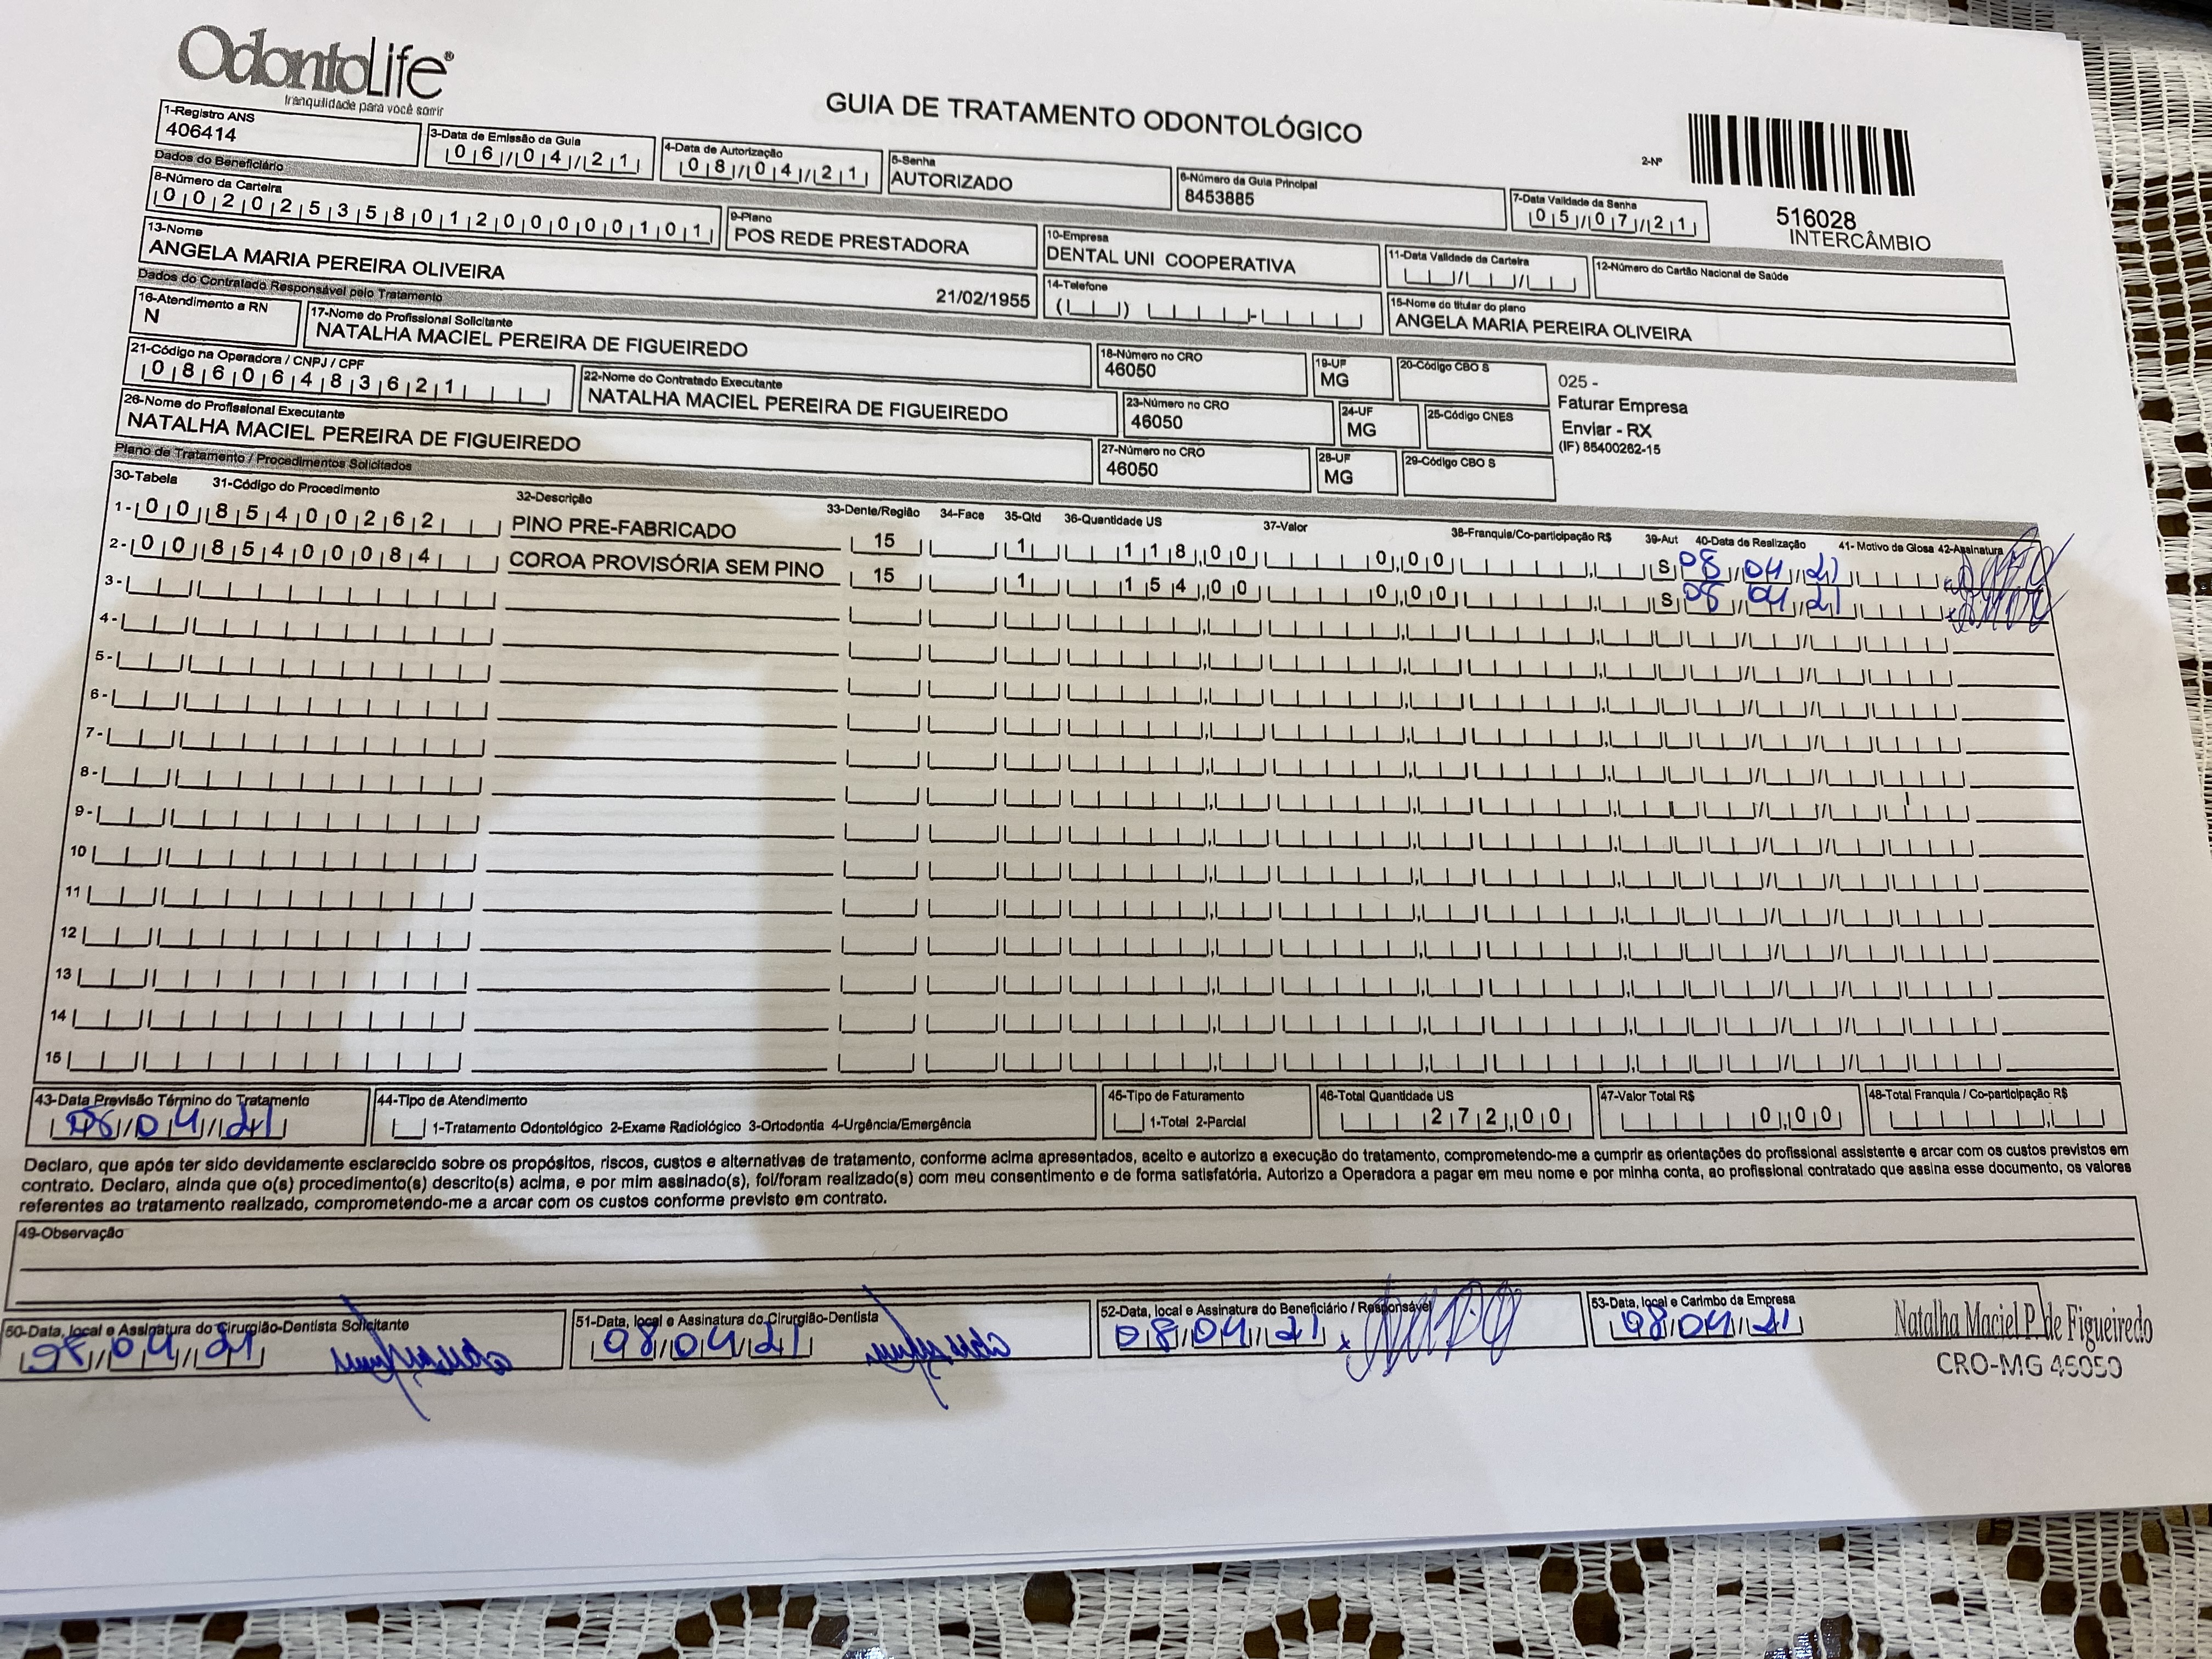 OdontoLife®
tranquilidade para você sorrir
GUIA DE TRATAMENTO ODONTOLÓGICO
2-Nº
516028
INTERCÂMBIO
1-Registro ANS
406414
3-Data de Emissão da Guia
06/04/21
4-Data de Autorização
08/04/21
5-Senha
AUTORIZADO
6-Número da Guia Principal
8453885
7-Data Validade da Senha
05/07/21
Dados do Beneficiário
8-Número da Carteira
00202535801200000101
9-Plano
POS REDE PRESTADORA
10-Empresa
DENTAL UNI COOPERATIVA
11-Data Validade da Carteira
12-Número do Cartão Nacional de Saúde
13-Nome
ANGELA MARIA PEREIRA OLIVEIRA
21/02/1955
14-Telefone
15-Nome do titular do plano
ANGELA MARIA PEREIRA OLIVEIRA
Dados do Contratado Responsável pelo Tratamento
16-Atendimento a RN
N
17-Nome do Profissional Solicitante
NATALHA MACIEL PEREIRA DE FIGUEIREDO
18-Número no CRO
46050
19-UF
MG
20-Código CBO S
025 -
Faturar Empresa
Enviar - RX
(IF) 85400262-15
21-Código na Operadora / CNPJ / CPF
08606483621
22-Nome do Contratado Executante
NATALHA MACIEL PEREIRA DE FIGUEIREDO
23-Número no CRO
46050
24-UF
MG
25-Código CNES
26-Nome do Profissional Executante
NATALHA MACIEL PEREIRA DE FIGUEIREDO
27-Número no CRO
46050
28-UF
MG
29-Código CBO S
Plano de Tratamento / Procedimentos Solicitados
30-Tabela 31-Código do Procedimento 32-Descrição 33-Dente/Região 34-Face 35-Qtd 36-Quantidade US 37-Valor 38-Franquia/Co-participação R$ 39-Aut 40-Data de Realização 41- Motivo da Glosa 42-Assinatura
1- 00 85400262 PINO PRE-FABRICADO 15 1 118,00 0,00 S 08/04/21
2- 00 85400084 COROA PROVISÓRIA SEM PINO 15 1 154,00 0,00 S 08/04/21
3-
4-
5-
6-
7-
8-
9-
10
11
12
13
14
15
43-Data Previsão Término do Tratamento
08/04/21
44-Tipo de Atendimento
1-Tratamento Odontológico 2-Exame Radiológico 3-Ortodontia 4-Urgência/Emergência
45-Tipo de Faturamento
1-Total 2-Parcial
46-Total Quantidade US
272,00
47-Valor Total R$
0,00
48-Total Franquia / Co-participação R$
Declaro, que após ter sido devidamente esclarecido sobre os propósitos, riscos, custos e alternativas de tratamento, conforme acima apresentados, aceito e autorizo a execução do tratamento, comprometendo-me a cumprir as orientações do profissional assistente e arcar com os custos previstos em
contrato. Declaro, ainda que o(s) procedimento(s) descrito(s) acima, e por mim assinado(s), foi/foram realizado(s) com meu consentimento e de forma satisfatória. Autorizo a Operadora a pagar em meu nome e por minha conta, ao profissional contratado que assina esse documento, os valores
referentes ao tratamento realizado, comprometendo-me a arcar com os custos conforme previsto em contrato.
49-Observação
50-Data, local e Assinatura do Cirurgião-Dentista Solicitante
08/04/21
51-Data, local e Assinatura do Cirurgião-Dentista
08/04/21
52-Data, local e Assinatura do Beneficiário / Responsável
08/04/21 x
53-Data, local e Carimbo da Empresa
08/04/21
Natalha Maciel P. de Figueiredo
CRO-MG 46050